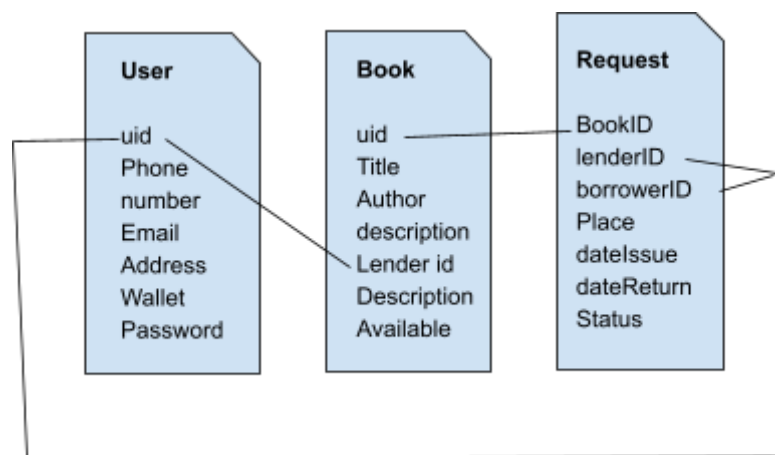 User
uid
Phone
number
Email
Address
Wallet
Password
Book
uid
Title
Author
description
Lender id
Description
Available
Request
BookID
lenderID
borrowerID
Place
dateIssue
dateReturn
Status